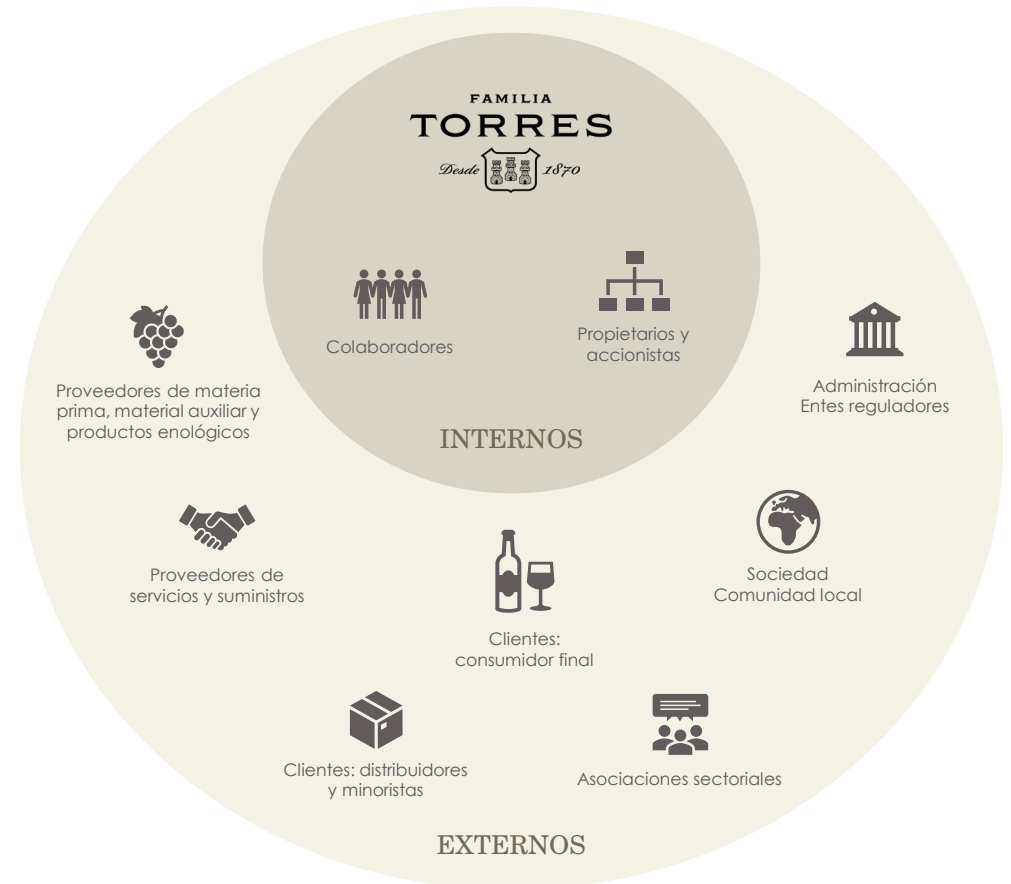 FAMILIA
TORRES
Desde 1870
Colaboradores
Propietarios y
accionistas
INTERNOS
Proveedores de materia
prima, material auxiliar y
productos enológicos
Administración
Entes reguladores
Proveedores de
servicios y suministros
Sociedad
Comunidad local
Clientes:
consumidor final
Clientes: distribuidores
y minoristas
Asociaciones sectoriales
EXTERNOS